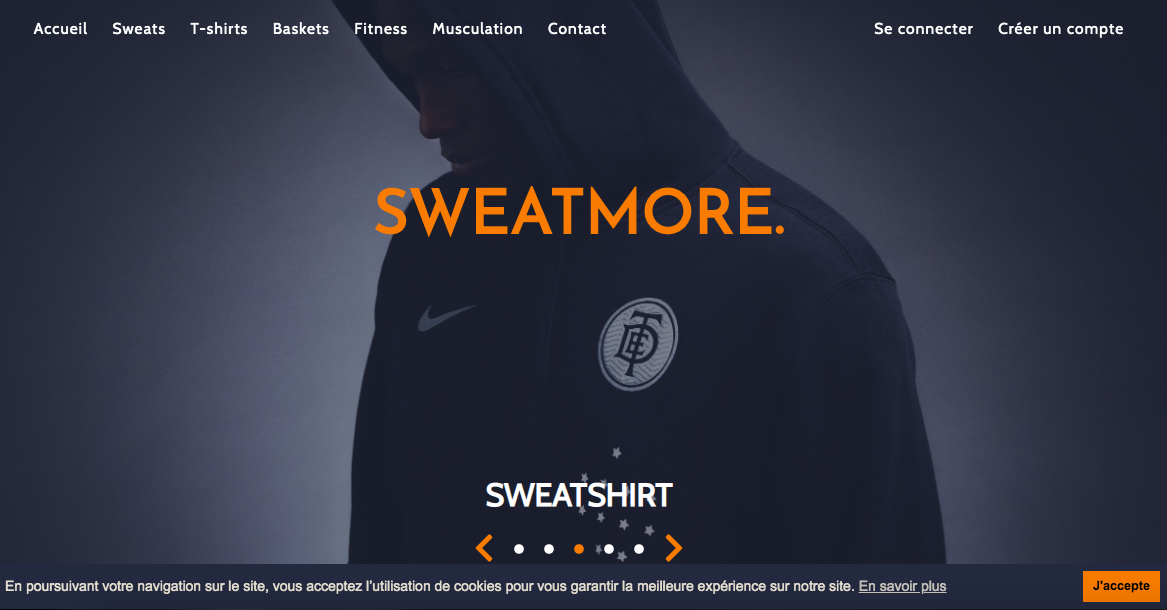 Accueil Sweats T-shirts Baskets Fitness Musculation Contact Se connecter Créer un compte
SWEATMORE.
SWEATSHIRT
En poursuivant votre navigation sur le site, vous acceptez l'utilisation de cookies pour vous garantir la meilleure expérience sur notre site. En savoir plus J'accepte